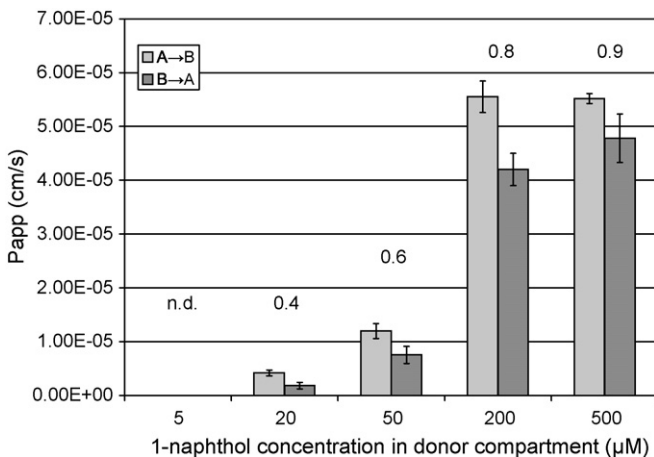 7.00E-05
6.00E-05
5.00E-05
4.00E-05
3.00E-05
2.00E-05
1.00E-05
0.00E+00
Papp (cm/s)
A→B
B→A
n.d.
0.4
0.6
0.8
0.9
5 20 50 200 500
1-naphthol concentration in donor compartment (µM)